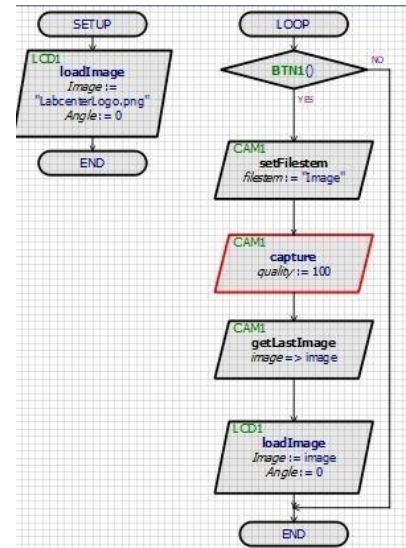 SETUP
LCD1
loadImage
Image :=
"LabcenterLogo.png"
Angle := 0
END
LOOP
BTN1()
NO
YES
CAM1
setFilestem
filestem := "Image"
CAM1
capture
quality := 100
CAM1
getLastImage
image => image
LCD1
loadImage
Image := image
Angle := 0
END